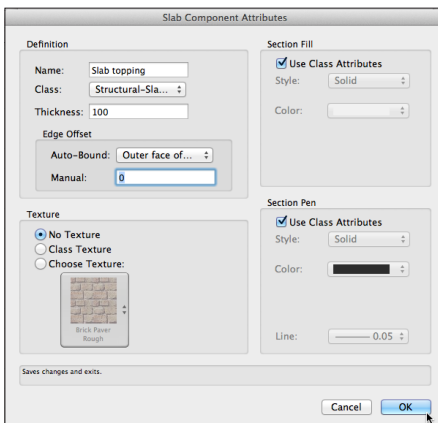 Slab Component Attributes
Definition
Name: Slab topping
Class: Structural-Sla...
Thickness: 100
Edge Offset
Auto-Bound: Outer face of...
Manual: 0
Texture
No Texture
Class Texture
Choose Texture:
Brick Paver
Rough
Section Fill
Use Class Attributes
Style: Solid
Color:
Section Pen
Use Class Attributes
Style: Solid
Color:
Line: 0.05
Saves changes and exits.
Cancel OK